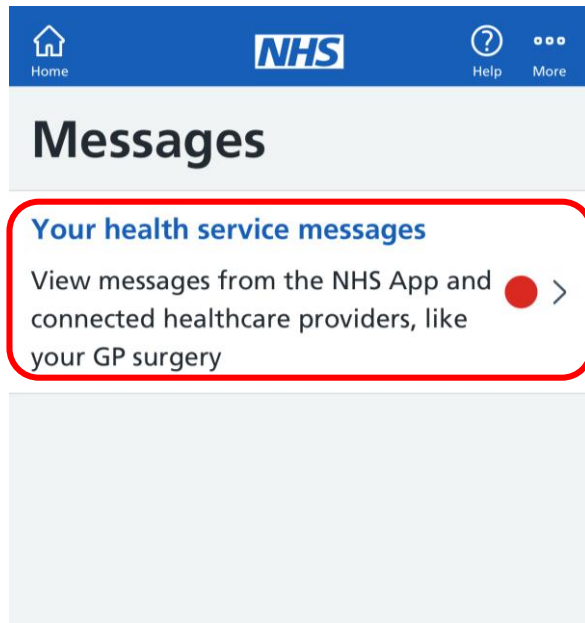 Home
NHS
Help
More
Messages
Your health service messages
View messages from the NHS App and
connected healthcare providers, like
your GP surgery